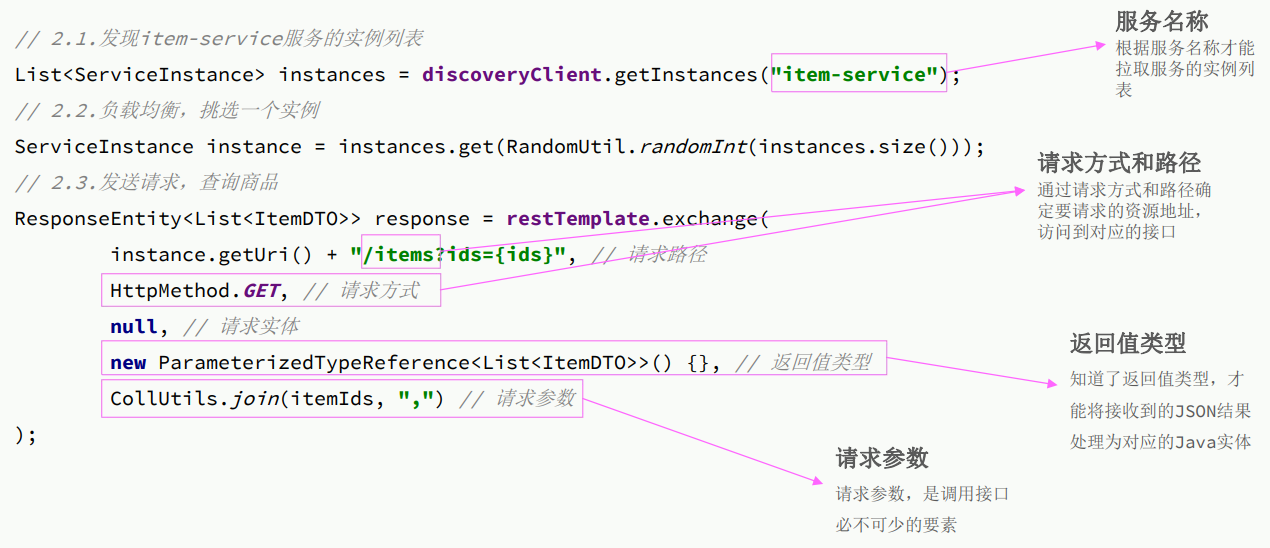 // 2.1.发现item-service服务的实例列表
List<ServiceInstance> instances = discoveryClient.getInstances("item-service");
// 2.2.负载均衡，挑选一个实例
ServiceInstance instance = instances.get(RandomUtil.randomInt(instances.size()));
// 2.3.发送请求，查询商品
ResponseEntity<List<ItemDTO>> response = restTemplate.exchange(
instance.getUri() + "/items?ids={ids}", // 请求路径
HttpMethod.GET, // 请求方式
null, // 请求实体
new ParameterizedTypeReference<List<ItemDTO>>() {}, // 返回值类型
CollUtils.join(itemIds, ",") // 请求参数
);
服务名称
根据服务名称才能
拉取服务的实例列
表
请求方式和路径
通过请求方式和路径确
定要请求的资源地址，
访问到对应的接口
返回值类型
知道了返回值类型，才
能将接收到的JSON结果
处理为对应的Java实体
请求参数
请求参数，是调用接口
必不可少的要素